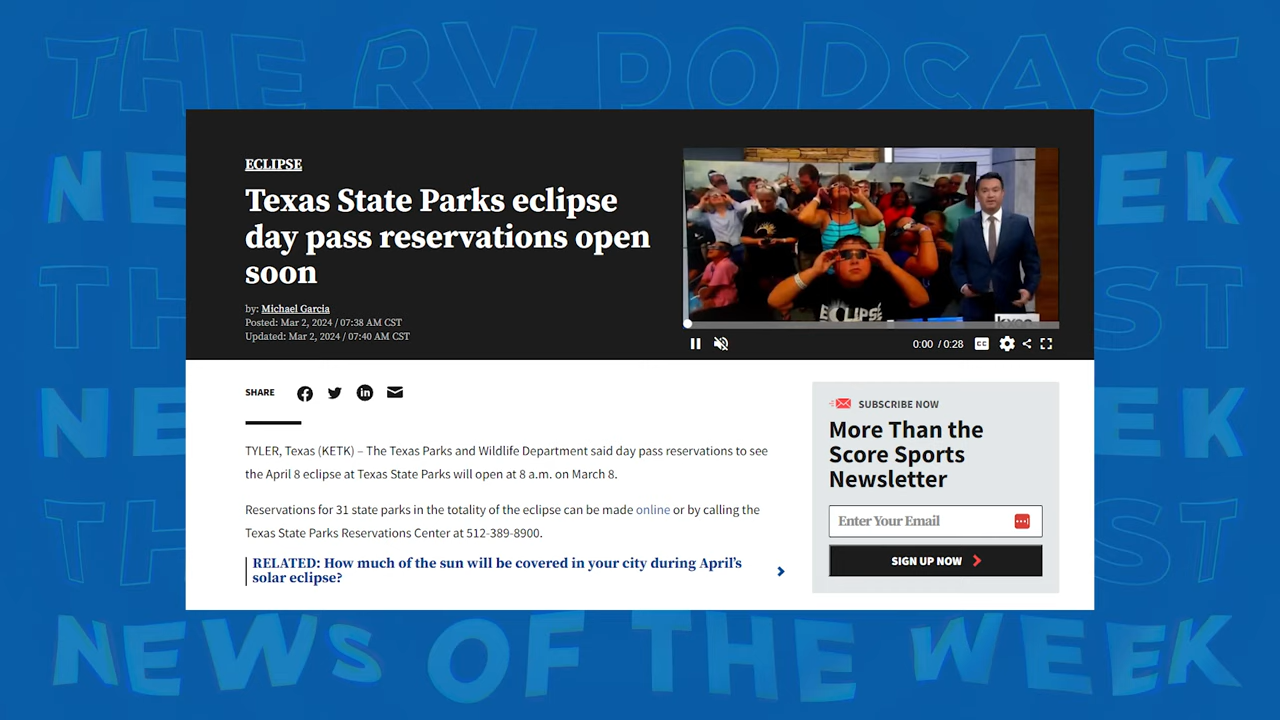 THE RV PODCAST
NEWS OF THE WEEK
ECLIPSE
Texas State Parks eclipse
day pass reservations open
soon
by: Michael Garcia
Posted: Mar 2, 2024 / 07:38 AM CST
Updated: Mar 2, 2024 / 07:40 AM CST
ECLIPSE
0:00 / 0:28
CC
SHARE
TYLER, Texas (KETK) – The Texas Parks and Wildlife Department said day pass reservations to see
the April 8 eclipse at Texas State Parks will open at 8 a.m. on March 8.
Reservations for 31 state parks in the totality of the eclipse can be made online or by calling the
Texas State Parks Reservations Center at 512-389-8900.
RELATED: How much of the sun will be covered in your city during April's
solar eclipse?
SUBSCRIBE NOW
More Than the
Score Sports
Newsletter
Enter Your Email
SIGN UP NOW